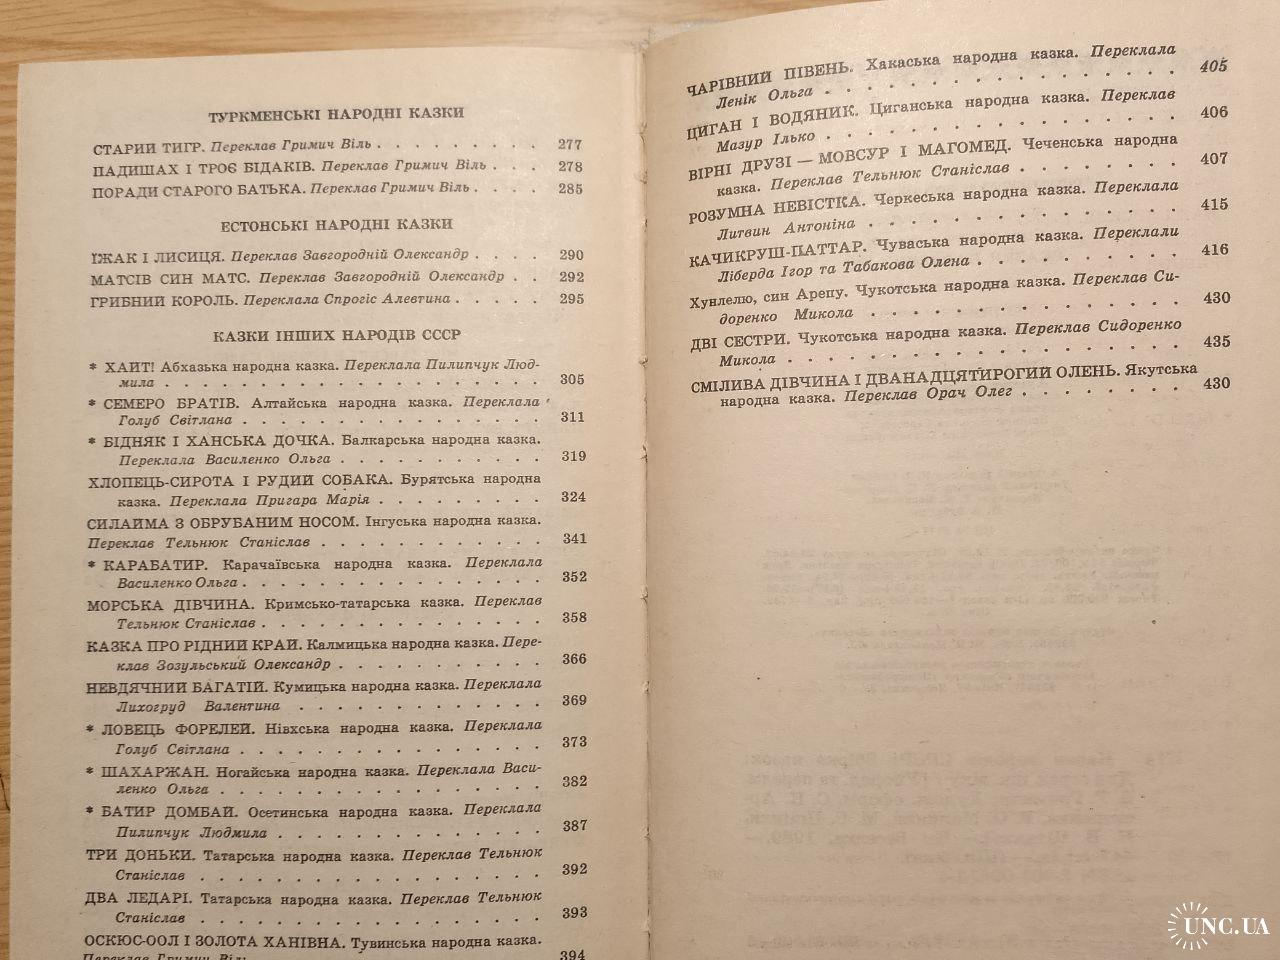 ТУРКМЕНСЬКІ НАРОДНІ КАЗКИ
СТАРИЙ ТИГР. Переклав Гримич Віль . . . . . . . . . 277
ПАДИШАХ І ТРОЄ БІДАКІВ. Переклав Гримич Віль . . . 278
ПОРАДИ СТАРОГО БАТЬКА. Переклав Гримич Віль . . . . 285
ЕСТОНСЬКІ НАРОДНІ КАЗКИ
ЇЖАК І ЛИСИЦЯ. Переклав Завгородній Олександр . . . . 290
МАТСІВ СИН МАТС. Переклав Завгородній Олександр . . 292
ГРИБНИЙ КОРОЛЬ. Переклала Спрогіс Алевтина . . . . . 295
КАЗКИ ІНШИХ НАРОДІВ СССР
* ХАИТ! Абхазька народна казка. Переклала Пилипчук Люд-
мила . . . . . . . . . . . . . . . . 305
* СЕМЕРО БРАТІВ. Алтайська народна казка. Переклала
Голуб Світлана . . . . . . . . . . . . 311
* БІДНЯК І ХАНСЬКА ДОЧКА. Балкарська народна казка.
Переклала Василенко Ольга . . . . . . . . . 319
ХЛОПЕЦЬ-СИРОТА І РУДИЙ СОБАКА. Бурятська народна
казка. Переклала Пригара Марія . . . . . . . . 324
СИЛАЙМА З ОБРУБАНИМ НОСОМ. Інгуська народна казка.
Переклав Тельнюк Станіслав . . . . . . . . . 341
* КАРАБАТИР. Карачаївська народна казка. Переклала
Василенко Ольга . . . . . . . . . . . . 352
МОРСЬКА ДІВЧИНА. Кримсько-татарська казка. Переклав
Тельнюк Станіслав . . . . . . . . . . . . 358
КАЗКА ПРО РІДНИЙ КРАЙ. Калмицька народна казка. Пере-
клав Зозульський Олександр . . . . . . . . . 366
НЕВДЯЧНИЙ БАГАТІЙ. Кумицька народна казка. Переклала
Лихогруд Валентина . . . . . . . . . . 369
* ЛОВЕЦЬ ФОРЕЛЕЙ. Нівхська народна казка. Переклала
Голуб Світлана . . . . . . . . . . . . 373
* ШАХАРЖАН. Ногайська народна казка. Переклала Васи-
ленко Ольга . . . . . . . . . . . . . 382
* БАТИР ДОМБАЙ. Осетинська народна казка. Переклала
Пилипчук Людмила . . . . . . . . . . . 387
ТРИ ДОНЬКИ. Татарська народна казка. Переклав Тельнюк
Станіслав . . . . . . . . . . . . . . 392
ДВА ЛЕДАРІ. Татарська народна казка. Переклав Тельнюк
Станіслав . . . . . . . . . . . . . . 393
ОСКЮС-ООЛ І ЗОЛОТА ХАНІВНА. Тувинська народна казка.
Переклав Гримич Віль 394
ЧАРІВНИЙ ПІВЕНЬ. Хакаська народна казка. Переклала
Ленік Ольга . . . . . . . . . . . . . . 405
ЦИГАН І ВОДЯНИК. Циганська народна казка. Переклав
Мазур Ілько . . . . . . . . . . . . . . 406
ВІРНІ ДРУЗІ — МОВСУР І МАГОМЕД. Чеченська народна
казка. Переклав Тельнюк Станіслав . . . . . . . 407
РОЗУМНА НЕВІСТКА. Черкеська народна казка. Переклала
Литвин Антоніна . . . . . . . . . . . . 415
КАЧИКРУШ-ПАТТАР. Чуваська народна казка. Переклали
Ліберда Ігор та Табакова Олена . . . . . . . . 416
Хунлелю, син Арепу. Чукотська народна казка. Переклав Си-
доренко Микола . . . . . . . . . . . . 430
ДВІ СЕСТРИ. Чукотська народна казка. Переклав Сидоренко
Микола . . . . . . . . . . . . . . . 435
СМІЛИВА ДІВЧИНА І ДВАНАДЦЯТИРОГИЙ ОЛЕНЬ. Якутська
народна казка. Переклав Орач Олег . . . . . . . 430
UNC.UA